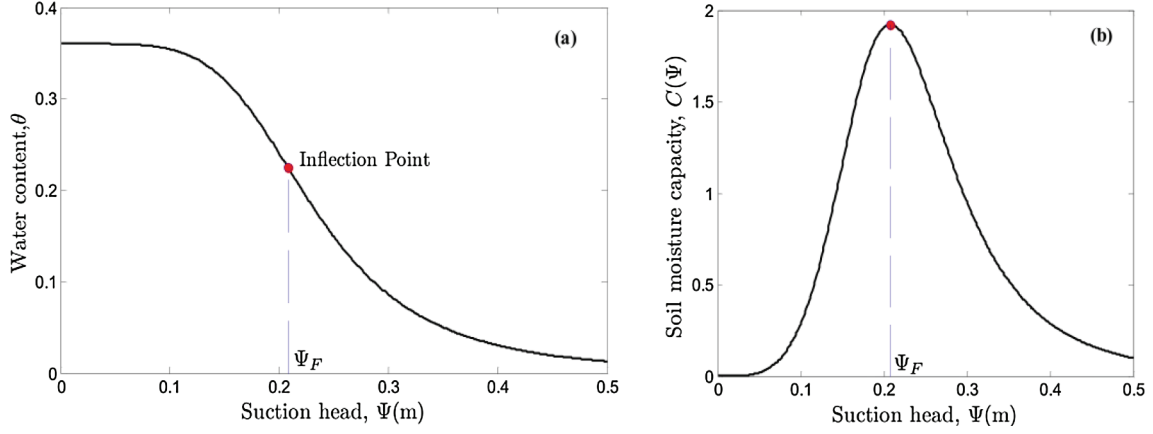 0.4
0.3
0.2
0.1
0
Water content,θ
(a)
Inflection Point
Ψ_F
0 0.1 0.2 0.3 0.4 0.5
Suction head, Ψ(m)
2
1.5
1
0.5
0
Soil moisture capacity, C(Ψ)
(b)
Ψ_F
0 0.1 0.2 0.3 0.4 0.5
Suction head, Ψ(m)